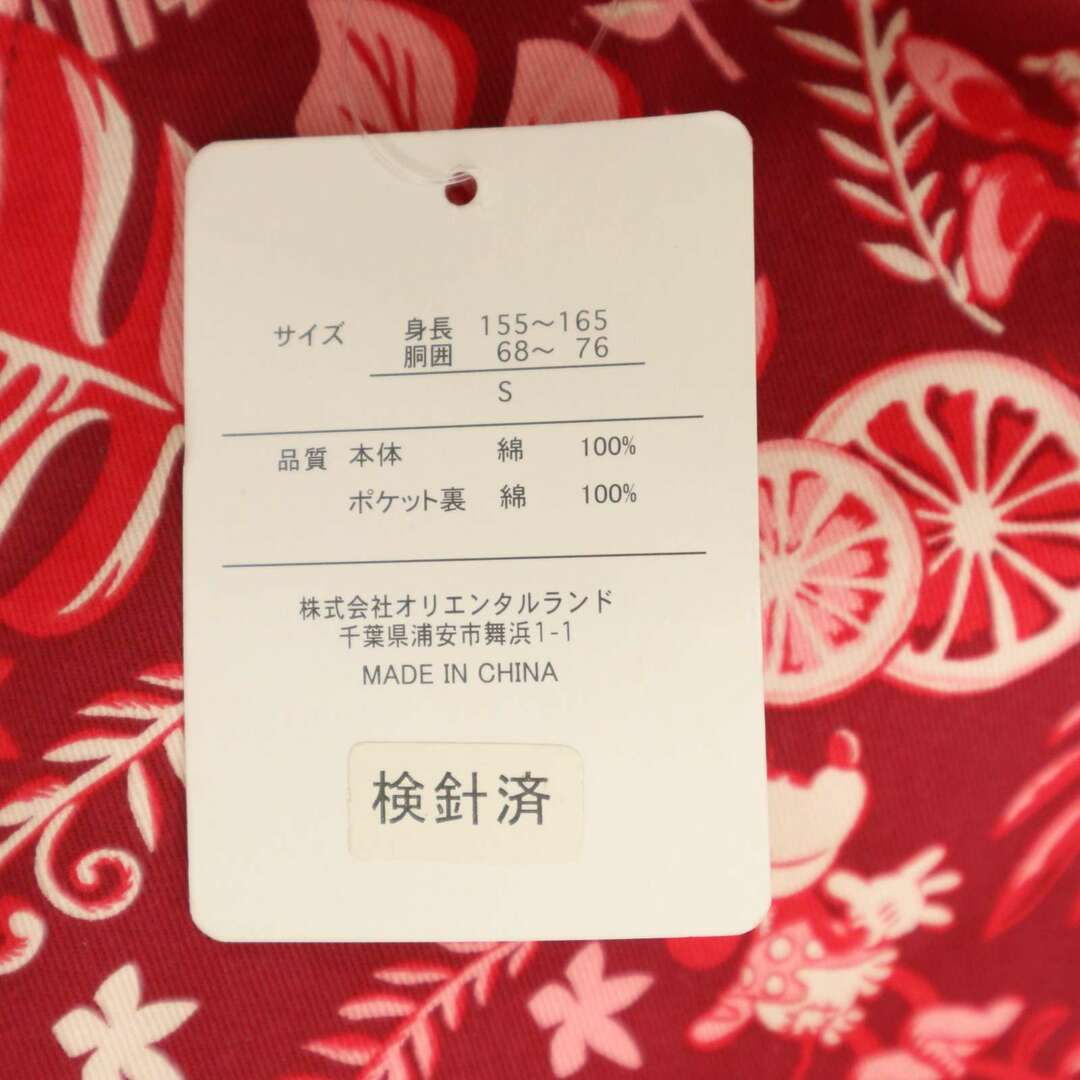 サイズ 身長 155～165
胴囲 68～ 76
S
品質 本体 綿 100%
ポケット裏 綿 100%
株式会社オリエンタルランド
千葉県浦安市舞浜1-1
MADE IN CHINA
検針済